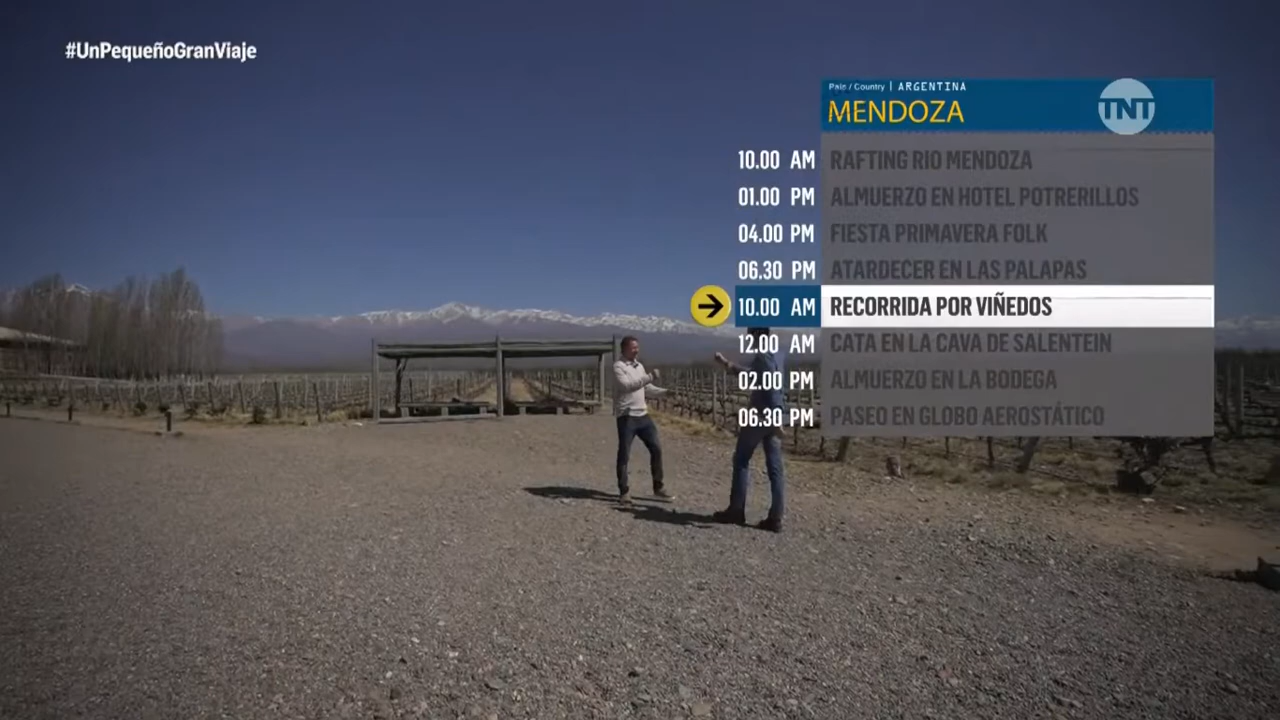 #UnPequeñoGranViaje
País / Country | ARGENTINA
MENDOZA
TNT
10.00 AM RAFTING RIO MENDOZA
01.00 PM ALMUERZO EN HOTEL POTRERILLOS
04.00 PM FIESTA PRIMAVERA FOLK
06.30 PM ATARDECER EN LAS PALAPAS
10.00 AM RECORRIDA POR VIÑEDOS
12.00 AM CATA EN LA CAVA DE SALENTEIN
02.00 PM ALMUERZO EN LA BODEGA
06.30 PM PASEO EN GLOBO AEROSTÁTICO